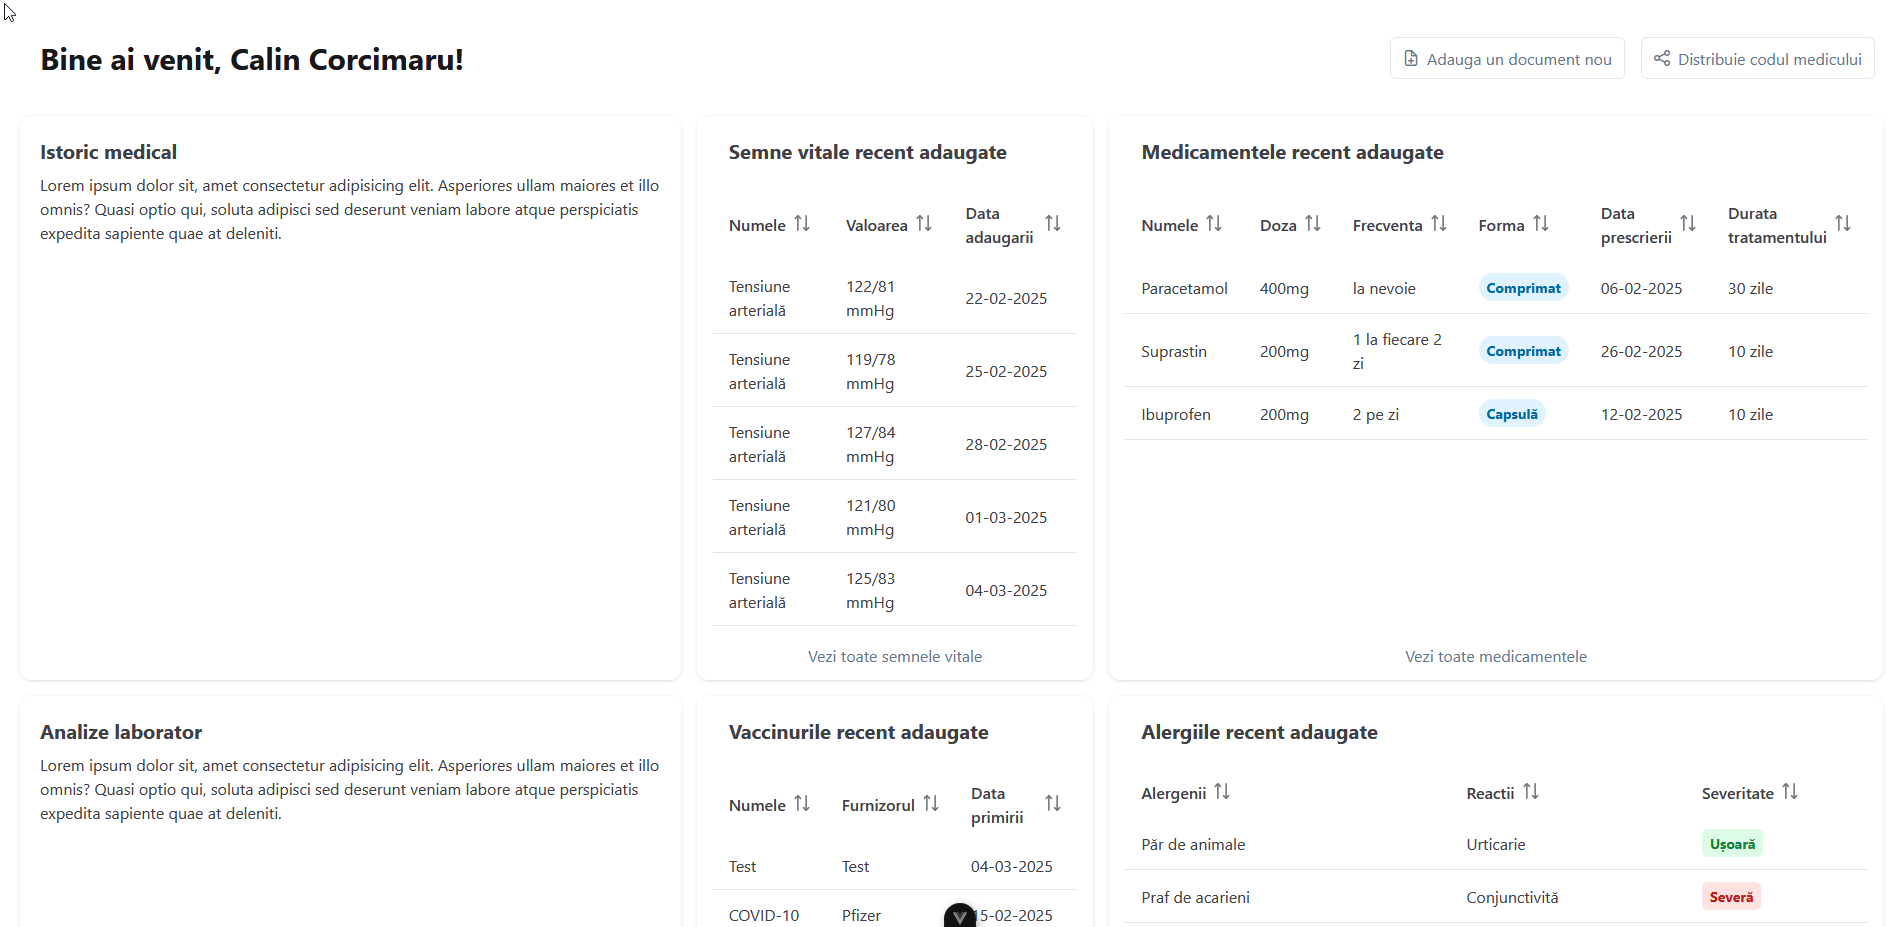 Bine ai venit, Calin Corcimaru!
Adauga un document nou
Distribuie codul medicului
Istoric medical
Lorem ipsum dolor sit, amet consectetur adipisicing elit. Asperiores ullam maiores et illo
omnis? Quasi optio qui, soluta adipisci sed deserunt veniam labore atque perspiciatis
expedita sapiente quae at deleniti.
Semne vitale recent adaugate
Numele Valoarea Data adaugarii
Tensiune arterială 122/81 mmHg 22-02-2025
Tensiune arterială 119/78 mmHg 25-02-2025
Tensiune arterială 127/84 mmHg 28-02-2025
Tensiune arterială 121/80 mmHg 01-03-2025
Tensiune arterială 125/83 mmHg 04-03-2025
Vezi toate semnele vitale
Medicamentele recent adaugate
Numele Doza Frecventa Forma Data prescrierii Durata tratamentului
Paracetamol 400mg la nevoie Comprimat 06-02-2025 30 zile
Suprastin 200mg 1 la fiecare 2 zi Comprimat 26-02-2025 10 zile
Ibuprofen 200mg 2 pe zi Capsulă 12-02-2025 10 zile
Vezi toate medicamentele
Analize laborator
Lorem ipsum dolor sit, amet consectetur adipisicing elit. Asperiores ullam maiores et illo
omnis? Quasi optio qui, soluta adipisci sed deserunt veniam labore atque perspiciatis
expedita sapiente quae at deleniti.
Vaccinurile recent adaugate
Numele Furnizorul Data primirii
Test Test 04-03-2025
COVID-10 Pfizer 15-02-2025
Alergiile recent adaugate
Alergenii Reactii Severitate
Păr de animale Urticarie Ușoară
Praf de acarieni Conjunctivită Severă